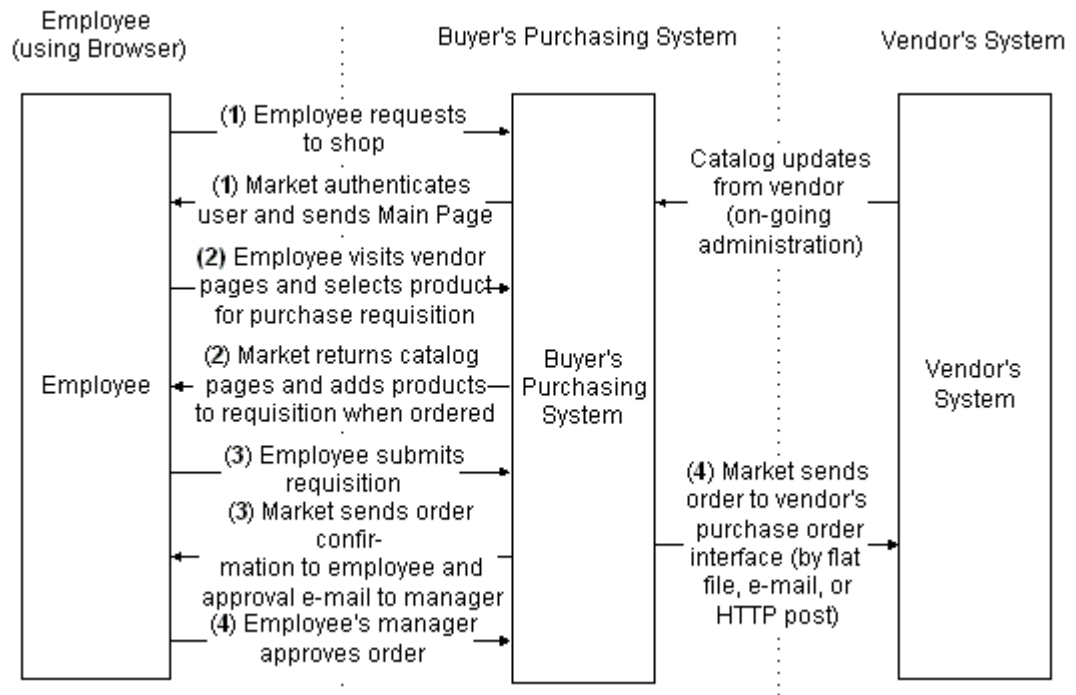 Employee
(using Browser)
Buyer's Purchasing System
Vendor's System
(1) Employee requests
to shop
(1) Market authenticates
user and sends Main Page
(2) Employee visits vendor
pages and selects product
for purchase requisition
(2) Market returns catalog
pages and adds products
to requisition when ordered
(3) Employee submits
requisition
(3) Market sends order
confir-
mation to employee and
approval e-mail to manager
(4) Employee's manager
approves order
Employee
Buyer's
Purchasing
System
Catalog updates
from vendor
(on-going
administration)
(4) Market sends
order to vendor's
purchase order
interface (by flat
file, e-mail, or
HTTP post)
Vendor's
System